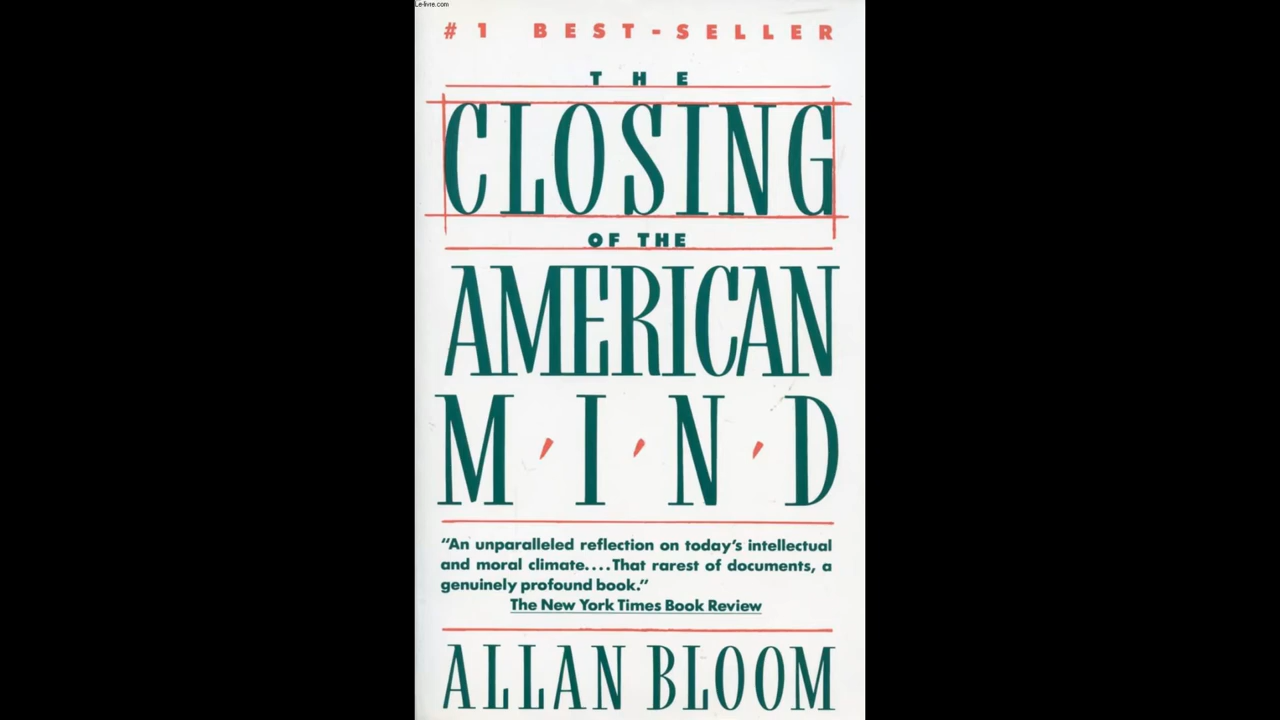 Le-livre.com
#1 BEST-SELLER
THE
CLOSING
OF THE
AMERICAN
M'I'N'D
“An unparalleled reflection on today’s intellectual
and moral climate....That rarest of documents, a
genuinely profound book.”
The New York Times Book Review
ALLAN BLOOM